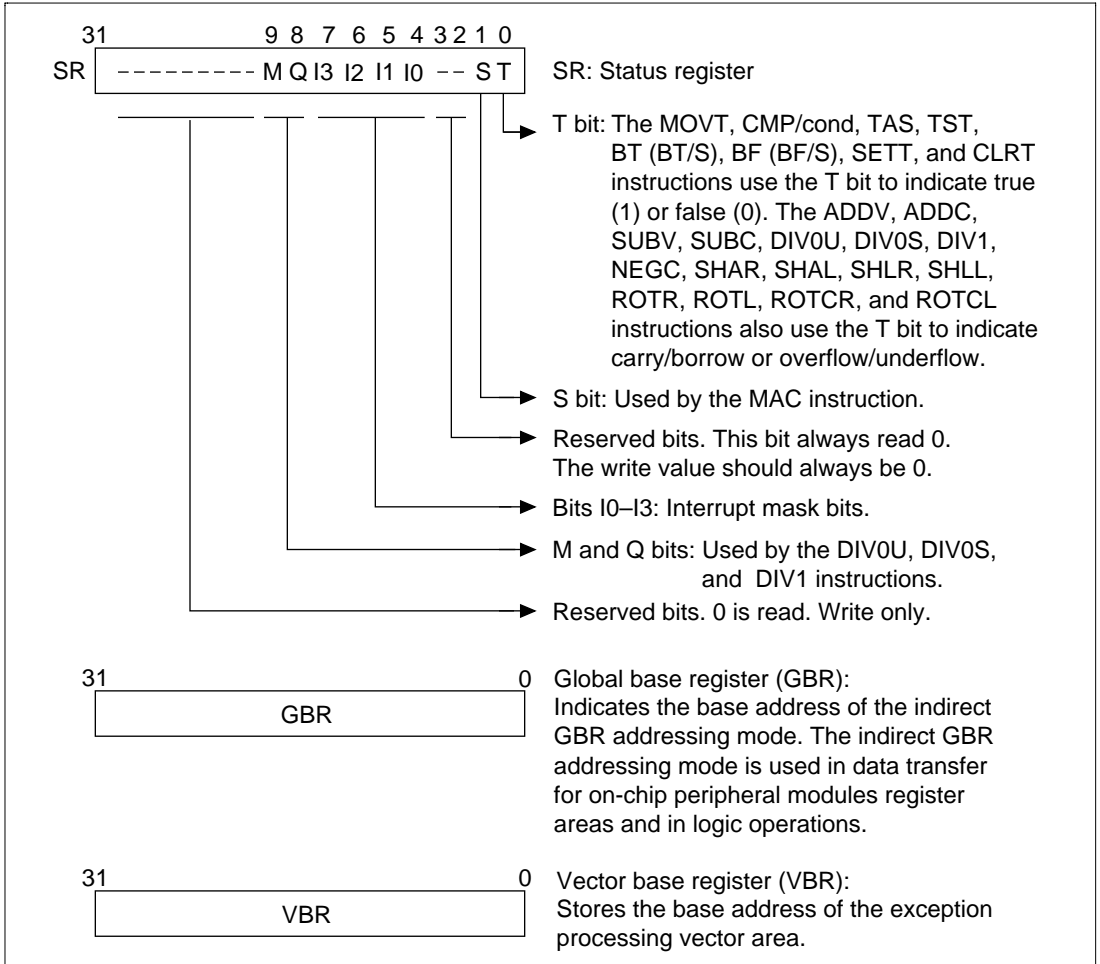 31 9 8 7 6 5 4 3 2 1 0
SR ---------- M Q I3 I2 I1 I0 -- S T SR: Status register
T bit: The MOVT, CMP/cond, TAS, TST,
BT (BT/S), BF (BF/S), SETT, and CLRT
instructions use the T bit to indicate true
(1) or false (0). The ADDV, ADDC,
SUBV, SUBC, DIV0U, DIV0S, DIV1,
NEGC, SHAR, SHAL, SHLR, SHLL,
ROTR, ROTL, ROTCR, and ROTCL
instructions also use the T bit to indicate
carry/borrow or overflow/underflow.
S bit: Used by the MAC instruction.
Reserved bits. This bit always read 0.
The write value should always be 0.
Bits I0–I3: Interrupt mask bits.
M and Q bits: Used by the DIV0U, DIV0S,
and DIV1 instructions.
Reserved bits. 0 is read. Write only.
31 0 Global base register (GBR):
GBR Indicates the base address of the indirect
GBR addressing mode. The indirect GBR
addressing mode is used in data transfer
for on-chip peripheral modules register
areas and in logic operations.
31 0 Vector base register (VBR):
VBR Stores the base address of the exception
processing vector area.